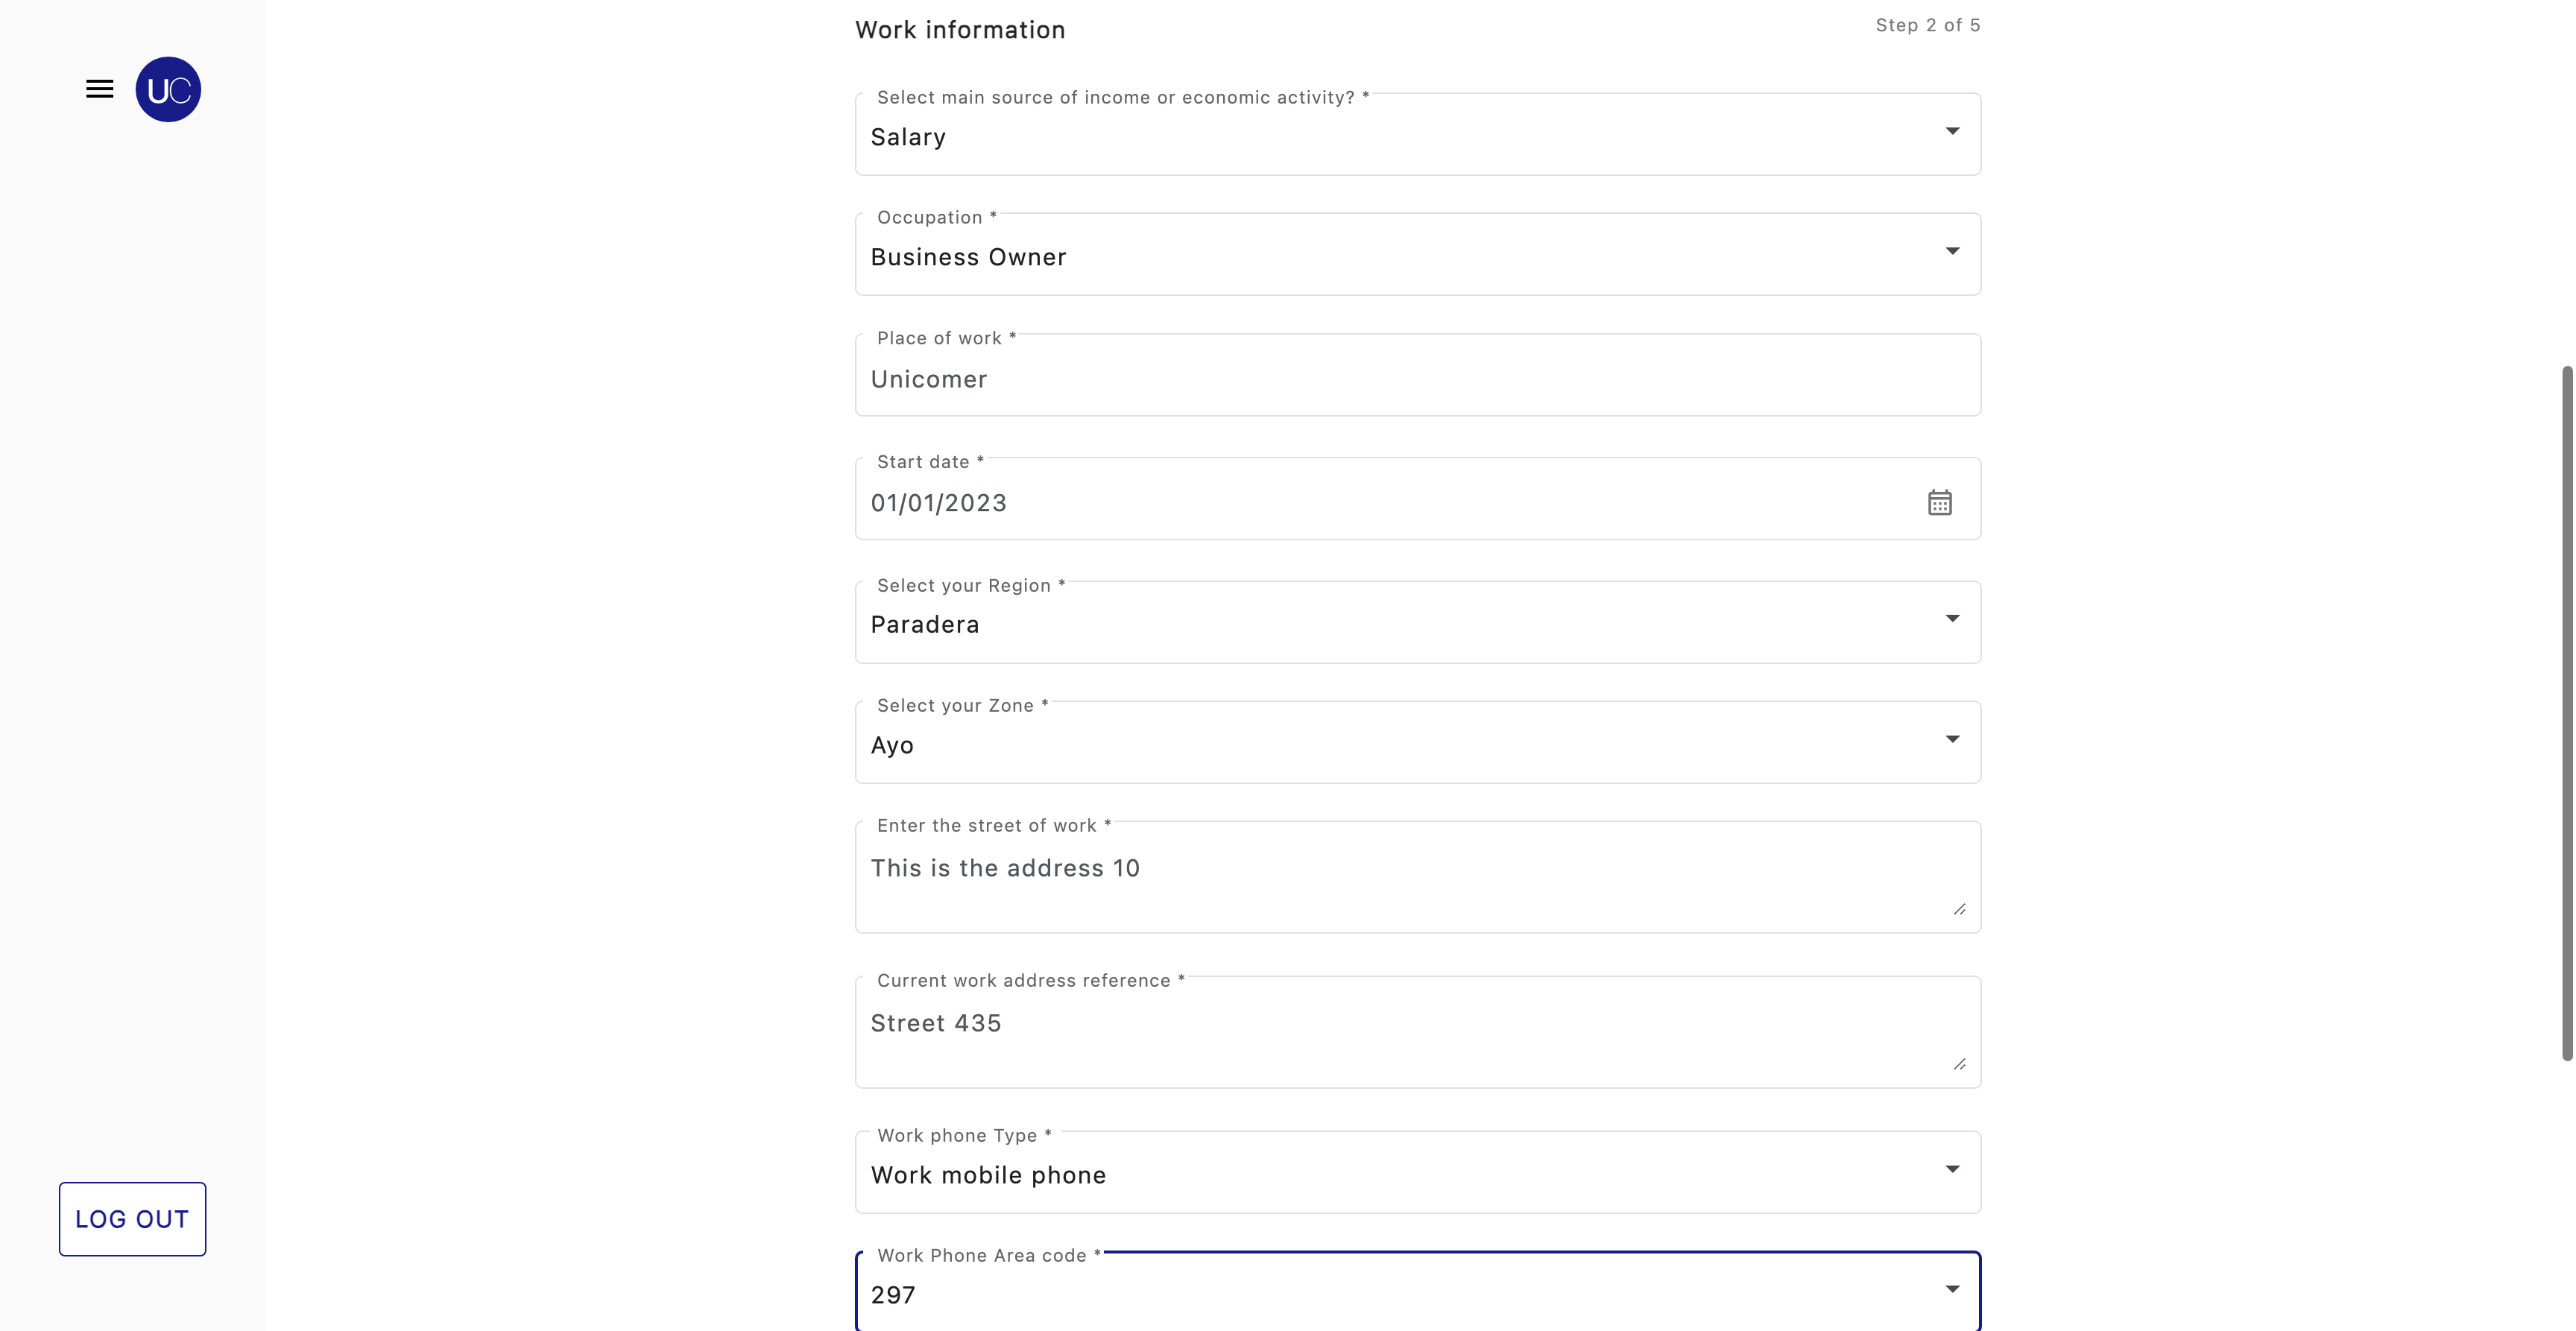 Work information
Step 2 of 5
UC
Select main source of income or economic activity? *
Salary
Occupation *
Business Owner
Place of work *
Unicomer
Start date *
01/01/2023
Select your Region *
Paradera
Select your Zone *
Ayo
Enter the street of work *
This is the address 10
Current work address reference *
Street 435
Work phone Type *
Work mobile phone
LOG OUT
Work Phone Area code *
297